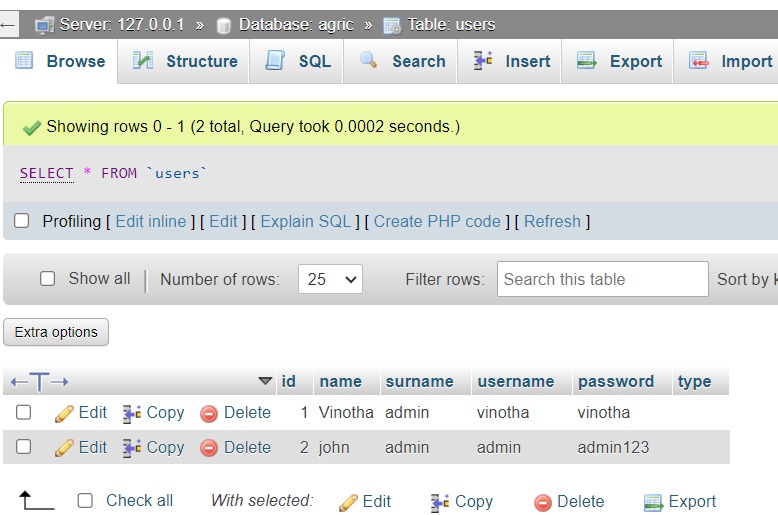 Server: 127.0.0.1 » Database: agric » Table: users
Browse Structure SQL Search Insert Export Import
Showing rows 0 - 1 (2 total, Query took 0.0002 seconds.)
SELECT * FROM `users`
Profiling [ Edit inline ] [ Edit ] [ Explain SQL ] [ Create PHP code ] [ Refresh ]
Show all Number of rows: 25 Filter rows: Search this table Sort by k
Extra options
id name surname username password type
Edit Copy Delete 1 Vinotha admin vinotha vinotha
Edit Copy Delete 2 john admin admin admin123
Check all With selected: Edit Copy Delete Export